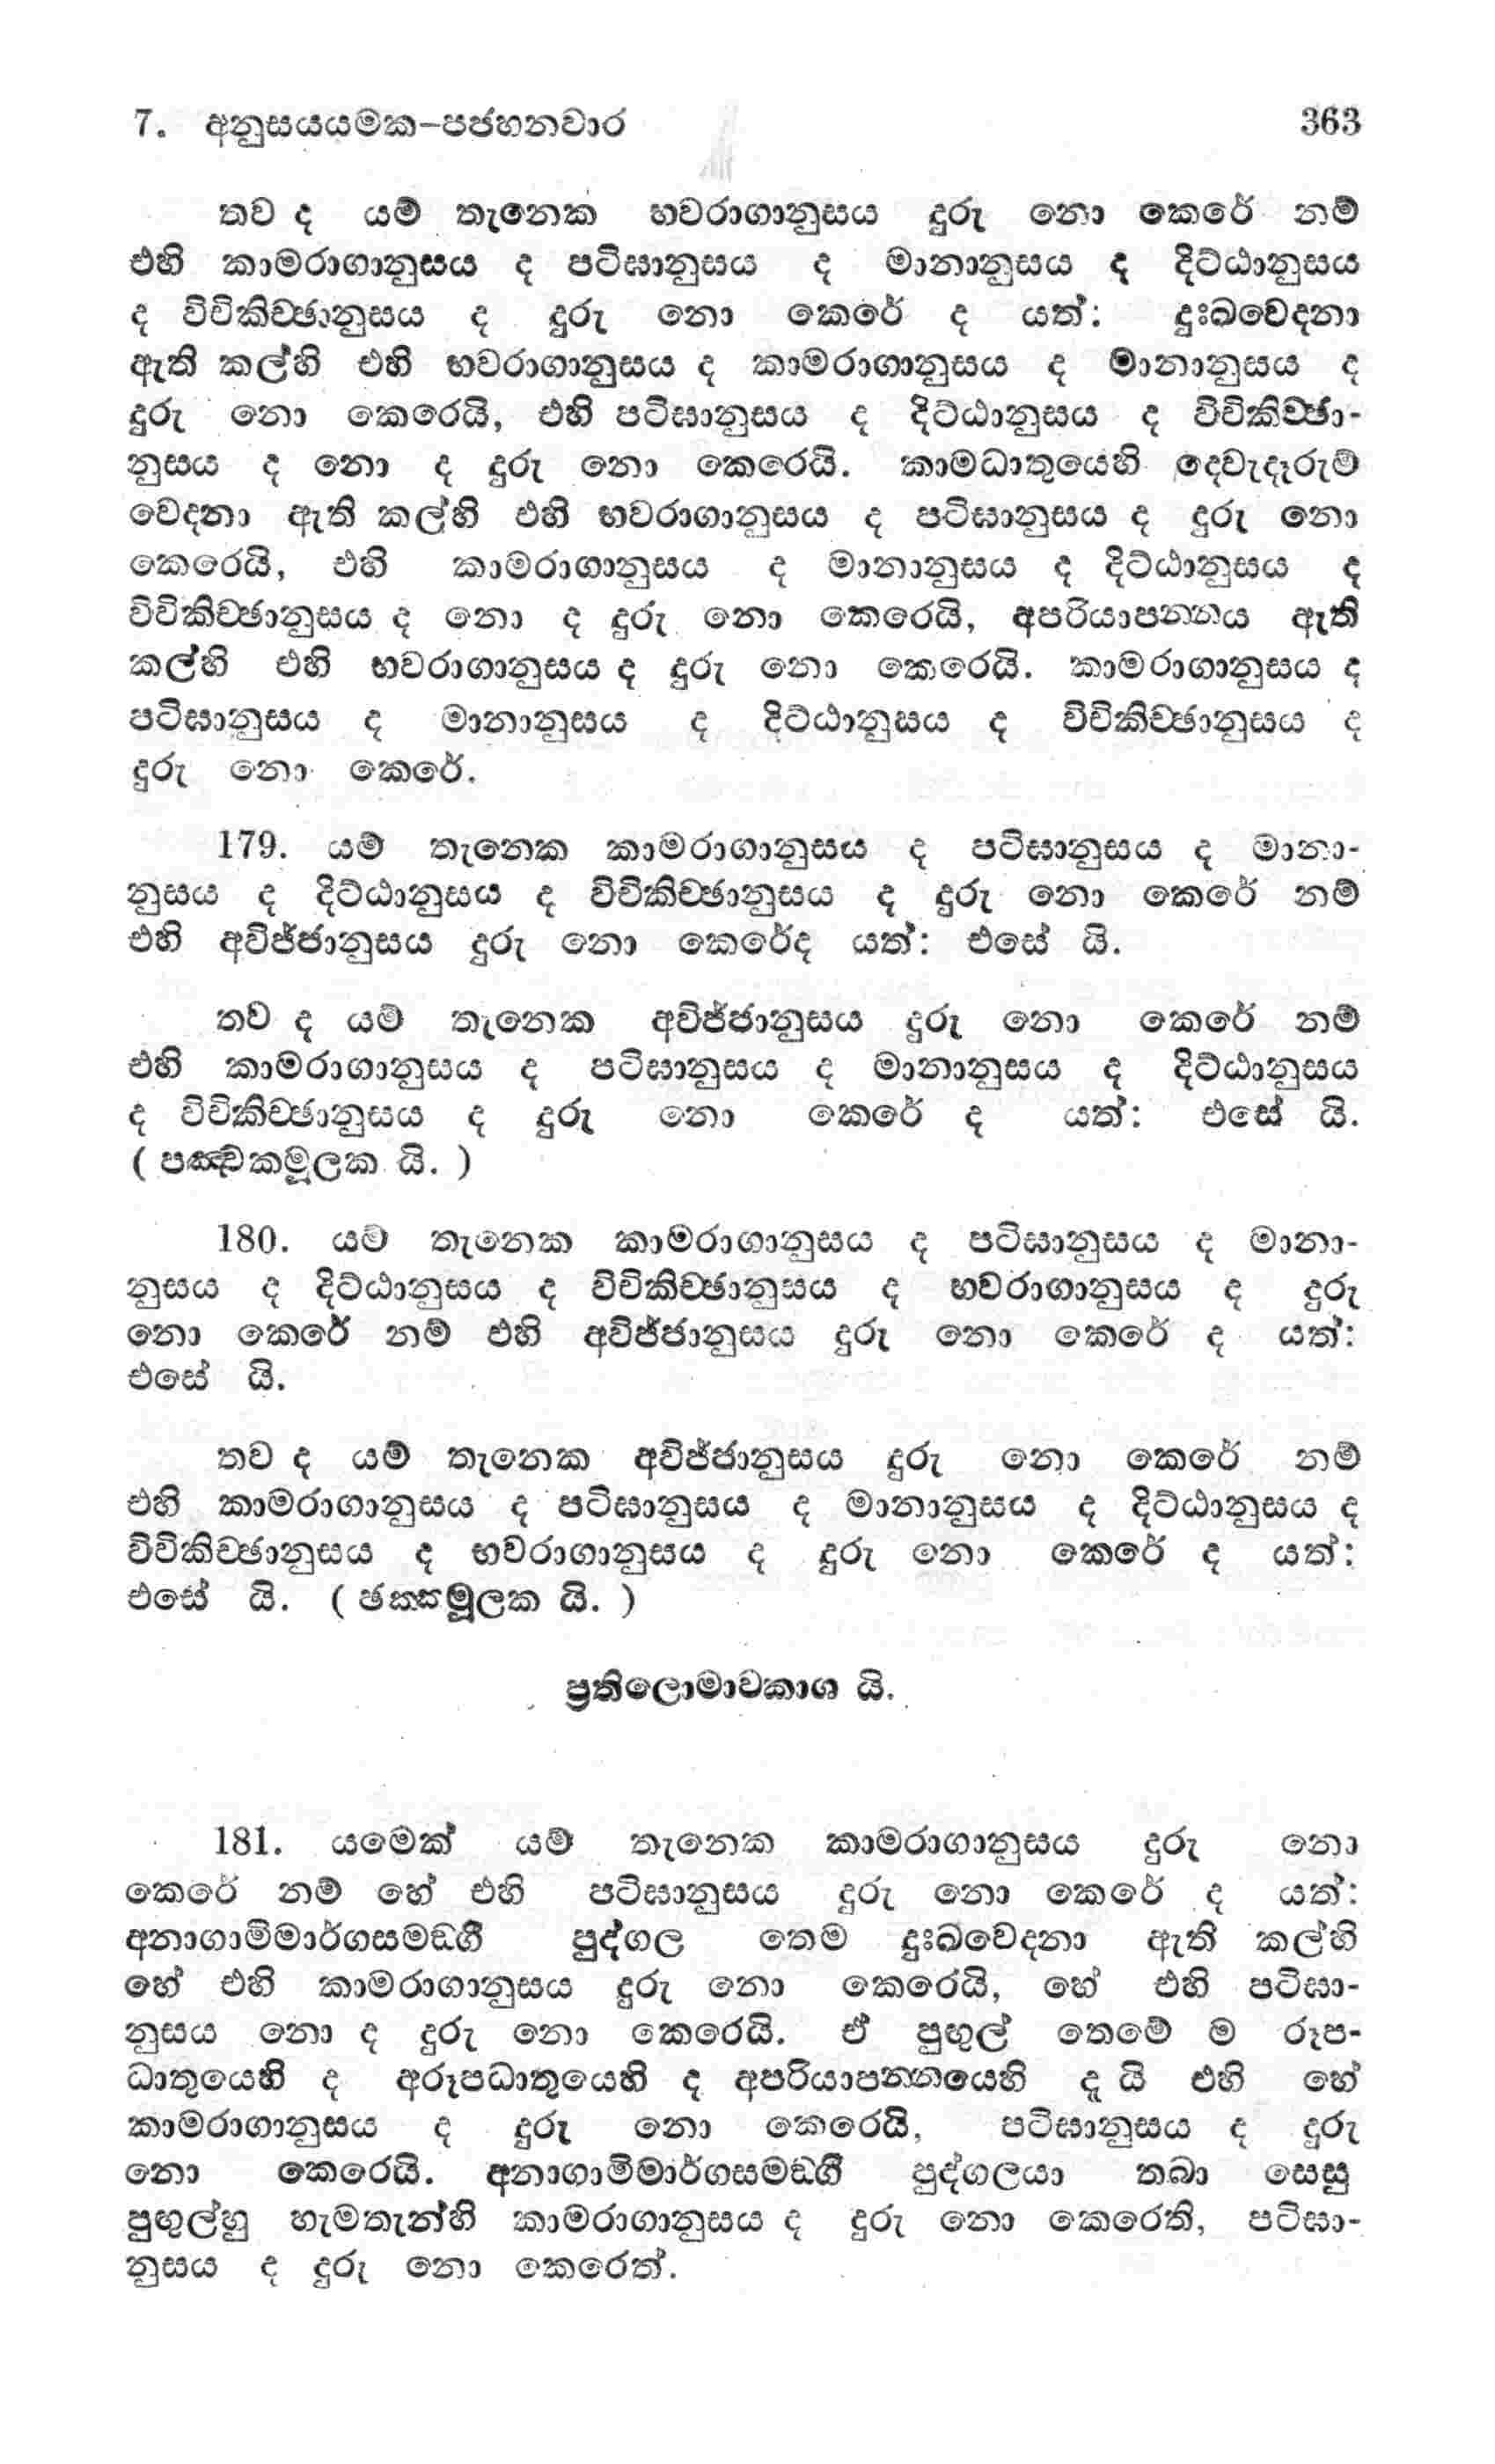 7. අනුසයයමක–පජහනවාර 363
තව ද යම් තැනෙක භවරාගානුසය දුරු නො කෙරේ නම්
එහි කාමරාගානුසය ද පටිඝානුසය ද මානානුසය ද දිට්ඨානුසය
ද විචිකිච්ඡානුසය ද දුරු නො කෙරේ ද යත්: දුඃඛවෙදනා
ඇති කල්හි එහි භවරාගානුසය ද කාමරාගානුසය ද මානානුසය ද
දුරු නො කෙරෙයි, එහි පටිඝානුසය ද දිට්ඨානුසය ද විචිකිච්ඡා-
නුසය ද නො ද දුරු නො කෙරෙයි. කාමධාතුයෙහි දෙවැදෑරුම්
වෙදනා ඇති කල්හි එහි භවරාගානුසය ද පටිඝානුසය ද දුරු නො
කෙරෙයි, එහි කාමරාගානුසය ද මානානුසය ද දිට්ඨානුසය ද
විචිකිච්ඡානුසය ද නො ද දුරු නො කෙරෙයි, අපරියාපන්නය ඇති
කල්හි එහි භවරාගානුසය ද දුරු නො කෙරෙයි. කාමරාගානුසය ද
පටිඝානුසය ද මානානුසය ද දිට්ඨානුසය ද විචිකිච්ඡානුසය ද
දුරු නො කෙරේ.
179. යම් තැනෙක කාමරාගානුසය ද පටිඝානුසය ද මානා-
නුසය ද දිට්ඨානුසය ද විචිකිච්ඡානුසය ද දුරු නො කෙරේ නම්
එහි අවිජ්ජානුසය දුරු නො කෙරේද යත්: එසේ යි.
තව ද යම් තැනෙක අවිජ්ජානුසය දුරු නො කෙරේ නම්
එහි කාමරාගානුසය ද පටිඝානුසය ද මානානුසය ද දිට්ඨානුසය
ද විචිකිච්ඡානුසය ද දුරු නො කෙරේ ද යත්: එසේ යි.
( පඤ්චකමූලක යි. )
180. යම් තැනෙක කාමරාගානුසය ද පටිඝානුසය ද මානා-
නුසය ද දිට්ඨානුසය ද විචිකිච්ඡානුසය ද භවරාගානුසය ද දුරු
නො කෙරේ නම් එහි අවිජ්ජානුසය දුරු නො කෙරේ ද යත්:
එසේ යි.
තව ද යම් තැනෙක අවිජ්ජානුසය දුරු නො කෙරේ නම්
එහි කාමරාගානුසය ද පටිඝානුසය ද මානානුසය ද දිට්ඨානුසය ද
විචිකිච්ඡානුසය ද භවරාගානුසය ද දුරු නො කෙරේ ද යත්:
එසේ යි. ( ඡක්කමූලක යි. )
ප්‍රතිලොමාවකාශ යි.
181. යමෙක් යම් තැනෙක කාමරාගානුසය දුරු නො
කෙරේ නම් හේ එහි පටිඝානුසය දුරු නො කෙරේ ද යත්:
අනාගාමිමාර්ගසමඞ්ගී පුද්ගල තෙම දුඃඛවෙදනා ඇති කල්හි
හේ එහි කාමරාගානුසය දුරු නො කෙරෙයි, හේ එහි පටිඝා-
නුසය නො ද දුරු නො කෙරෙයි. ඒ පුඟුල් තෙමේ ම රූප-
ධාතුයෙහි ද අරූපධාතුයෙහි ද අපරියාපන්නයෙහි දැ යි එහි හේ
කාමරාගානුසය ද දුරු නො කෙරෙයි, පටිඝානුසය ද දුරු
නො කෙරෙයි. අනාගාමිමාර්ගසමඞ්ගී පුද්ගලයා තබා සෙසු
පුඟුල්හු හැමතැන්හි කාමරාගානුසය ද දුරු නො කෙරෙති, පටිඝා-
නුසය ද දුරු නො කෙරෙත්.